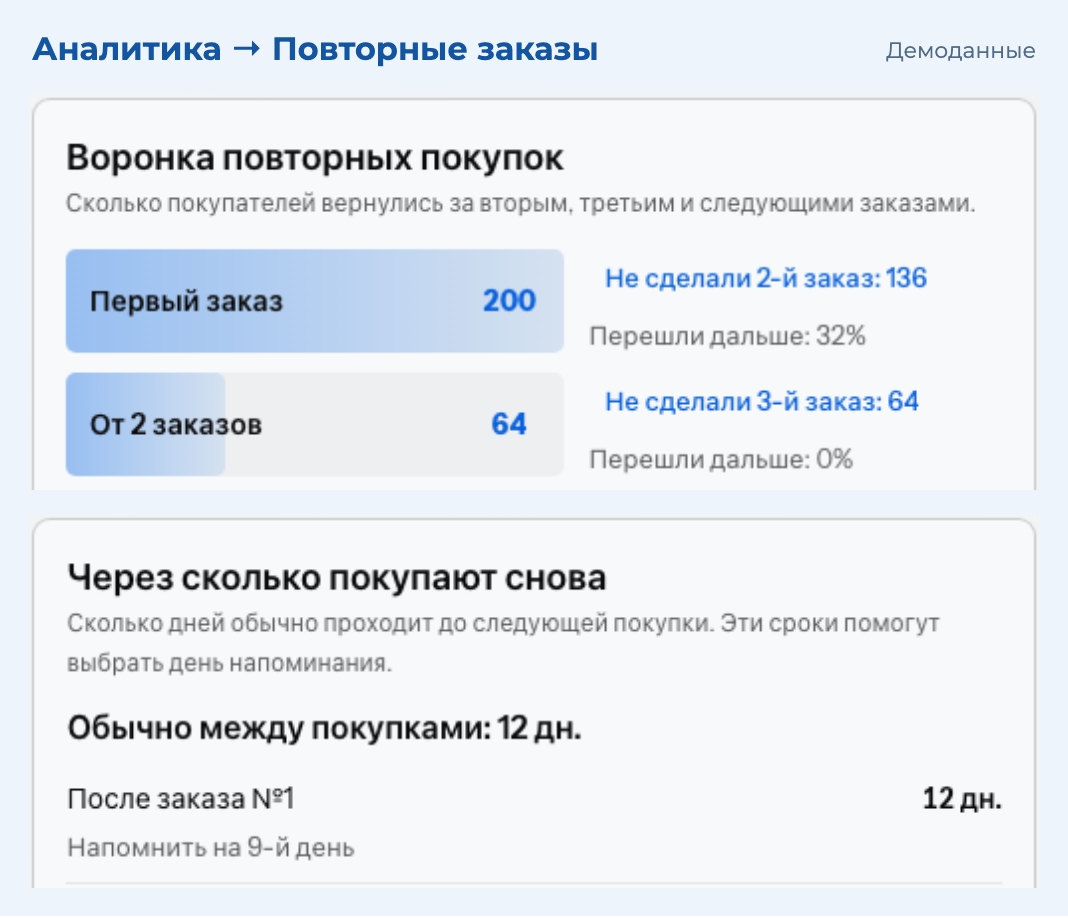 Аналитика → Повторные заказы
Демоданные
Воронка повторных покупок
Сколько покупателей вернулись за вторым, третьим и следующими заказами.
Первый заказ 200
Не сделали 2-й заказ: 136
Перешли дальше: 32%
От 2 заказов 64
Не сделали 3-й заказ: 64
Перешли дальше: 0%
Через сколько покупают снова
Сколько дней обычно проходит до следующей покупки. Эти сроки помогут
выбрать день напоминания.
Обычно между покупками: 12 дн.
После заказа №1 12 дн.
Напомнить на 9-й день